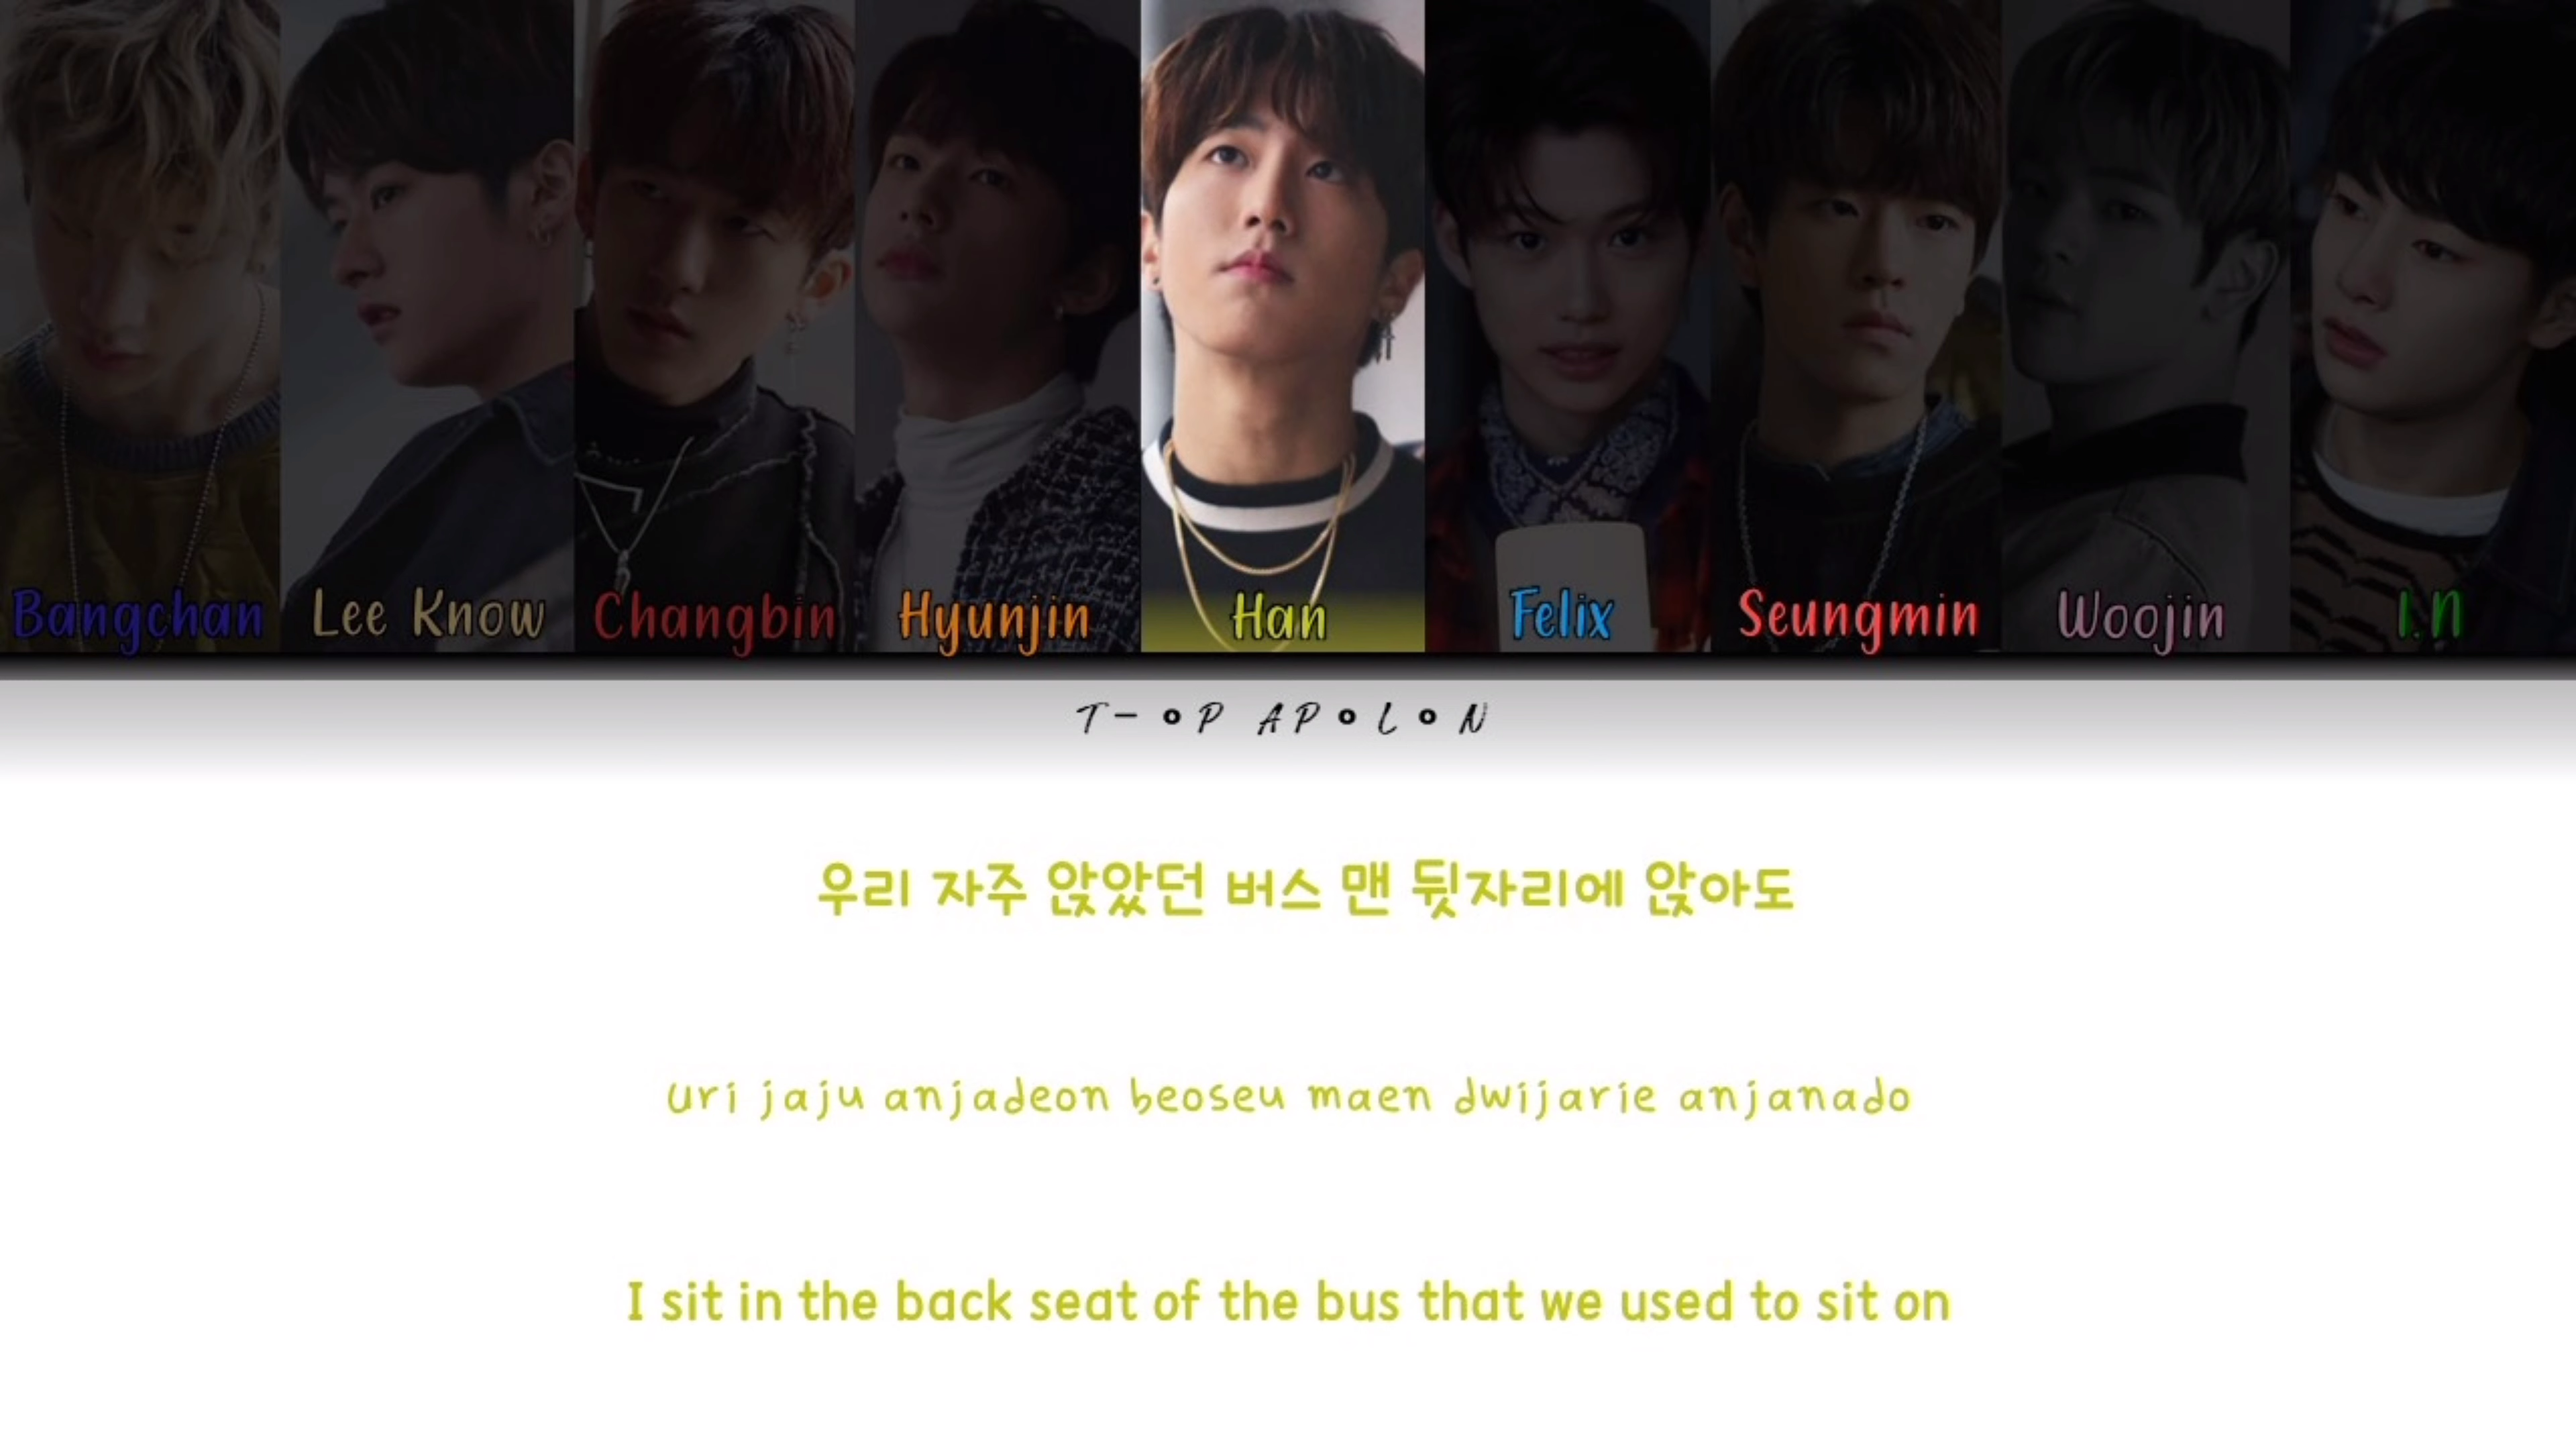 Bangchan Lee Know Changbin Hyunjin Han Felix Seungmin Woojin I.N
T-OP APOLON
우리 자주 앉았던 버스 맨 뒷자리에 앉아도
uri jaju anjadeon beoseu maen dwijarie anjanado
I sit in the back seat of the bus that we used to sit on